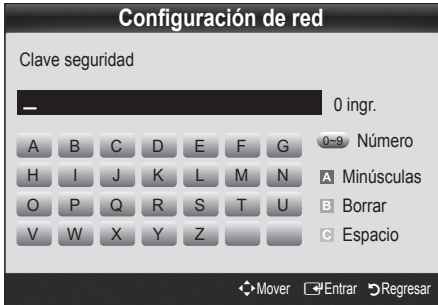 Configuración de red
Clave seguridad
_ 0 ingr.
A B C D E F G 0~9 Número
H I J K L M N A Minúsculas
O P Q R S T U B Borrar
V W X Y Z C Espacio
Mover Entrar Regresar